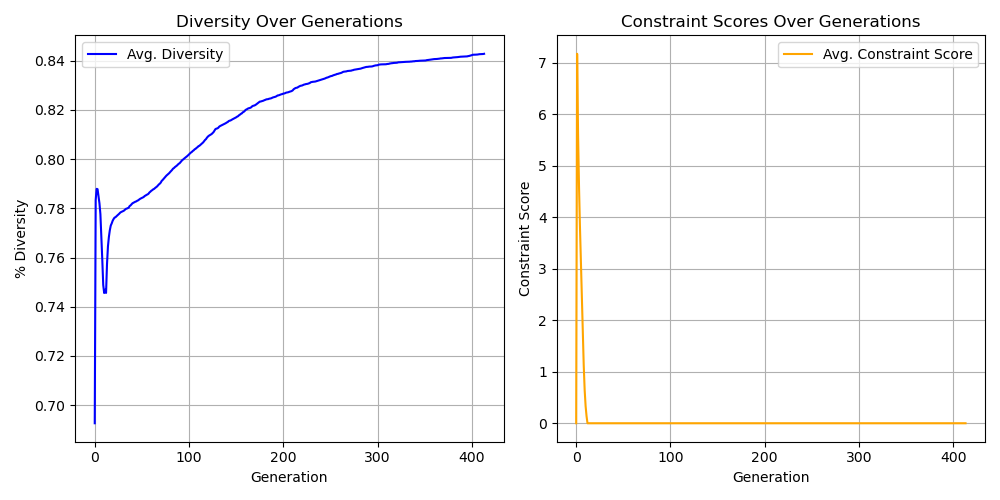 Diversity Over Generations
Avg. Diversity
% Diversity
0.84
0.82
0.80
0.78
0.76
0.74
0.72
0.70
0 100 200 300 400
Generation
Constraint Scores Over Generations
Avg. Constraint Score
Constraint Score
7
6
5
4
3
2
1
0
0 100 200 300 400
Generation